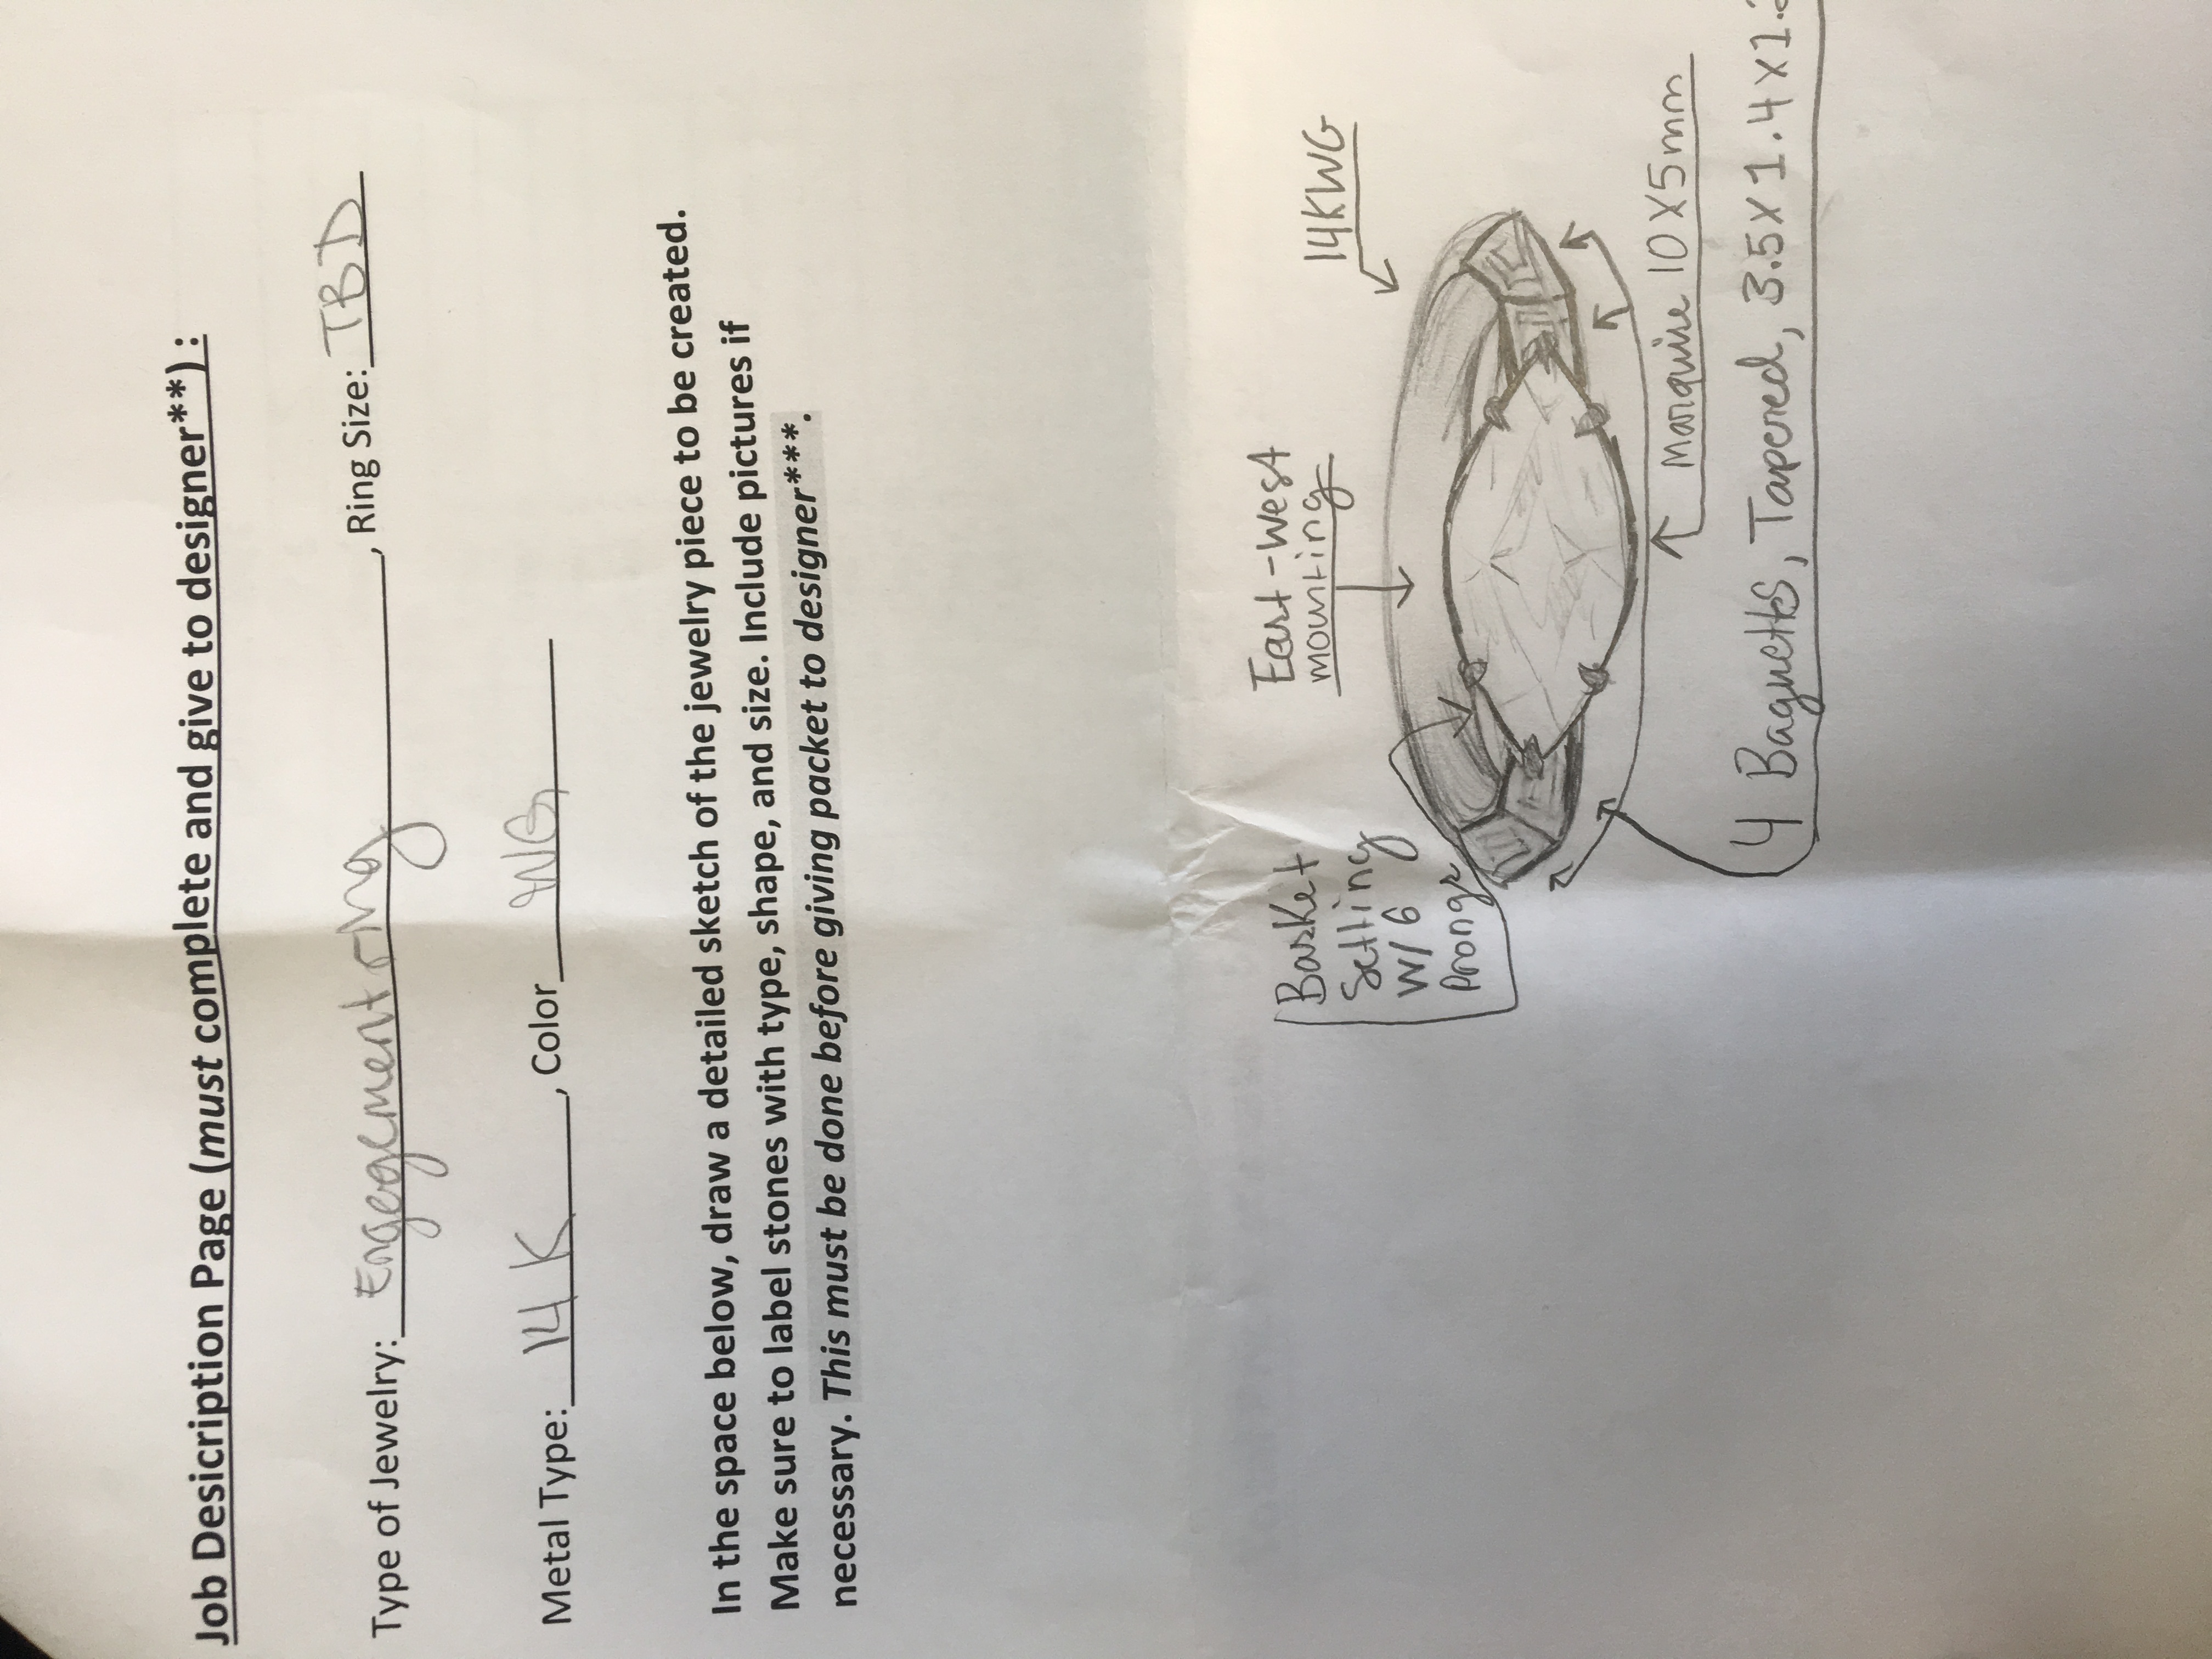 Job Desicription Page (must complete and give to designer**) :
Type of Jewelry: Engegement ring, Ring Size: TBD
Metal Type: 14 K, Color WG
In the space below, draw a detailed sketch of the jewelry piece to be created.
Make sure to label stones with type, shape, and size. Include pictures if
necessary. This must be done before giving packet to designer***.
East-West
mounting
Basket
Setting
W/ 6
Prongs
14KWG
Marquise 10X5mm
4 Baguetts, Tapered, 3.5X1.4X1.